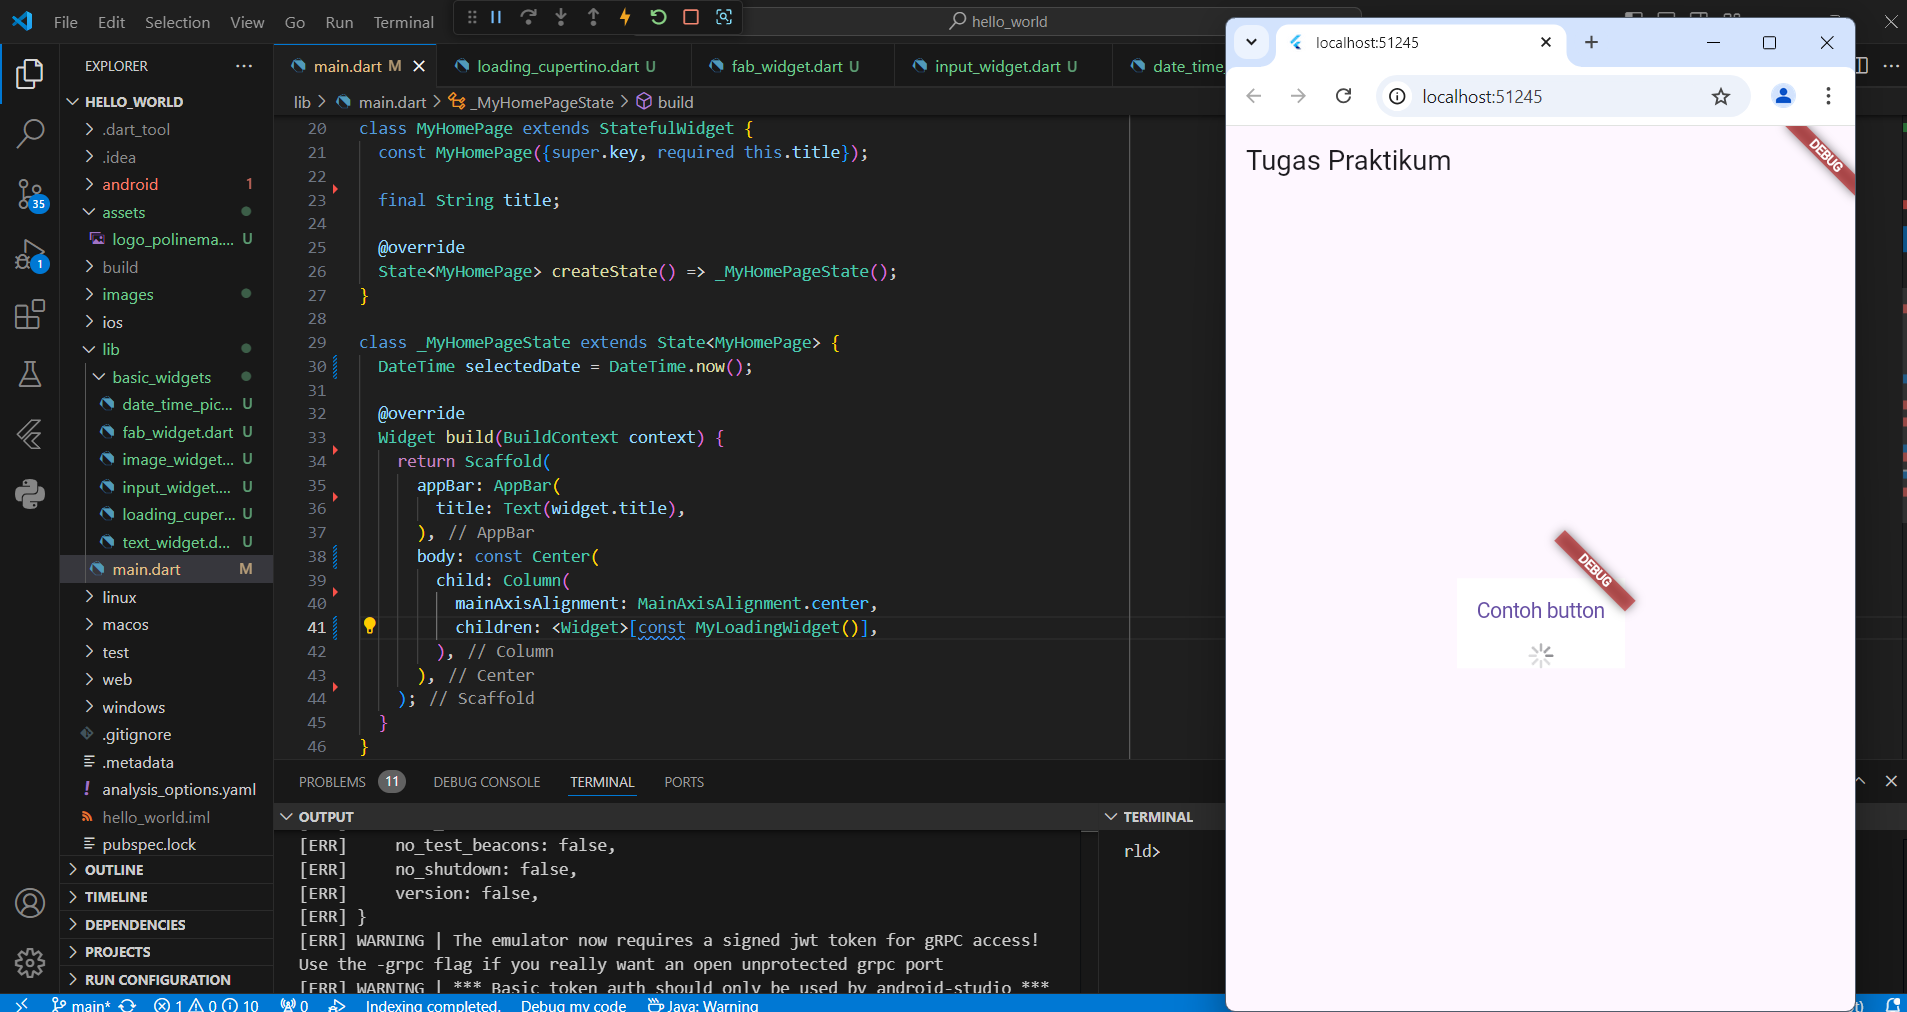 File Edit Selection View Go Run Terminal
hello_world
EXPLORER
HELLO_WORLD
.dart_tool
.idea
android 1
assets
logo_polinema.... U
build
images
ios
lib
basic_widgets
date_time_pic... U
fab_widget.dart U
image_widget... U
input_widget.... U
loading_cuper... U
text_widget.d... U
main.dart M
linux
macos
test
web
windows
.gitignore
.metadata
analysis_options.yaml
hello_world.iml
pubspec.lock
OUTLINE
TIMELINE
DEPENDENCIES
PROJECTS
RUN CONFIGURATION
35
1
main.dart M loading_cupertino.dart U fab_widget.dart U input_widget.dart U date_time_
lib > main.dart > _MyHomePageState > build
20 class MyHomePage extends StatefulWidget {
21 const MyHomePage({super.key, required this.title});
22
23 final String title;
24
25 @override
26 State<MyHomePage> createState() => _MyHomePageState();
27 }
28
29 class _MyHomePageState extends State<MyHomePage> {
30 DateTime selectedDate = DateTime.now();
31
32 @override
33 Widget build(BuildContext context) {
34 return Scaffold(
35 appBar: AppBar(
36 title: Text(widget.title),
37 ), // AppBar
38 body: const Center(
39 child: Column(
40 mainAxisAlignment: MainAxisAlignment.center,
41 children: <Widget>[const MyLoadingWidget()],
42 ), // Column
43 ), // Center
44 ); // Scaffold
45 }
46 }
PROBLEMS 11 DEBUG CONSOLE TERMINAL PORTS
OUTPUT
[ERR] no_test_beacons: false,
[ERR] no_shutdown: false,
[ERR] version: false,
[ERR] }
[ERR] WARNING | The emulator now requires a signed jwt token for gRPC access!
Use the -grpc flag if you really want an open unprotected grpc port
[ERR] WARNING | *** Basic token auth should only be used by android-studio ***
TERMINAL
rld>
main* 1 0 10 0 Indexing completed. Debug my code Java: Warning
localhost:51245
localhost:51245
Tugas Praktikum
DEBUG
DEBUG
Contoh button